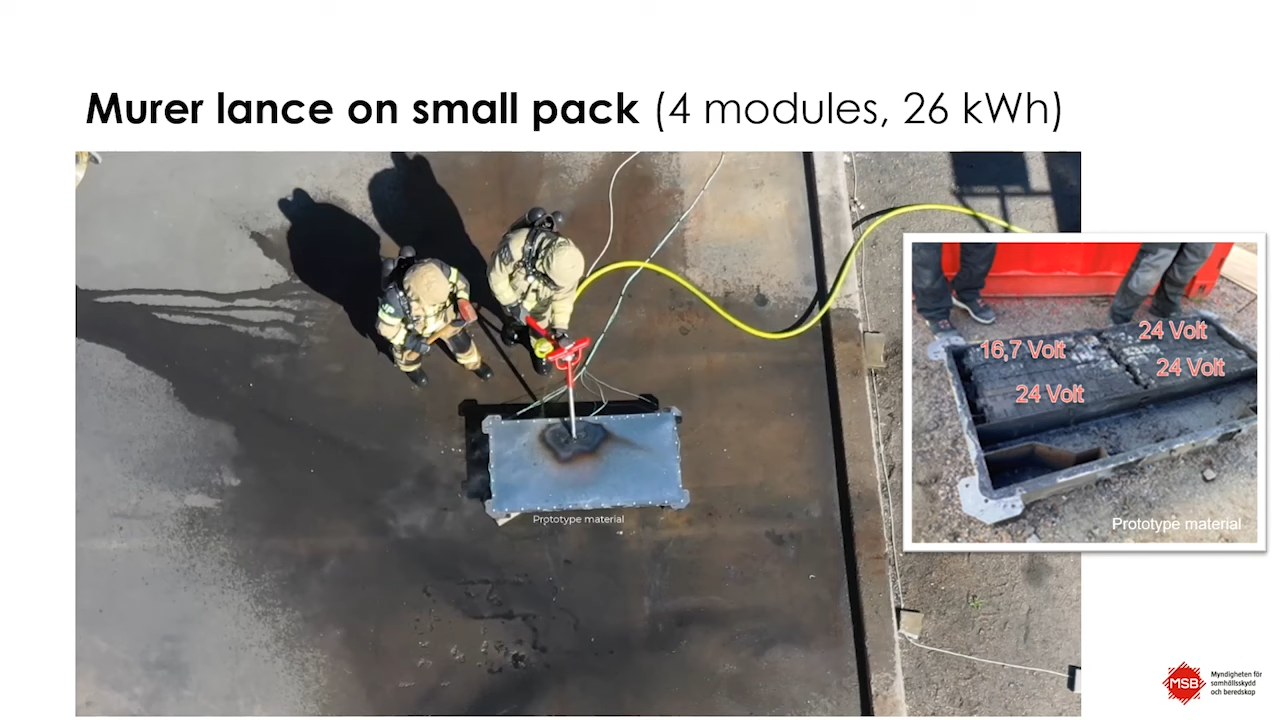 Murer lance on small pack (4 modules, 26 kWh)
16,7 Volt
24 Volt
24 Volt
24 Volt
Prototype material
Prototype material
MSB
Myndigheten för
samhällsskydd
och beredskap